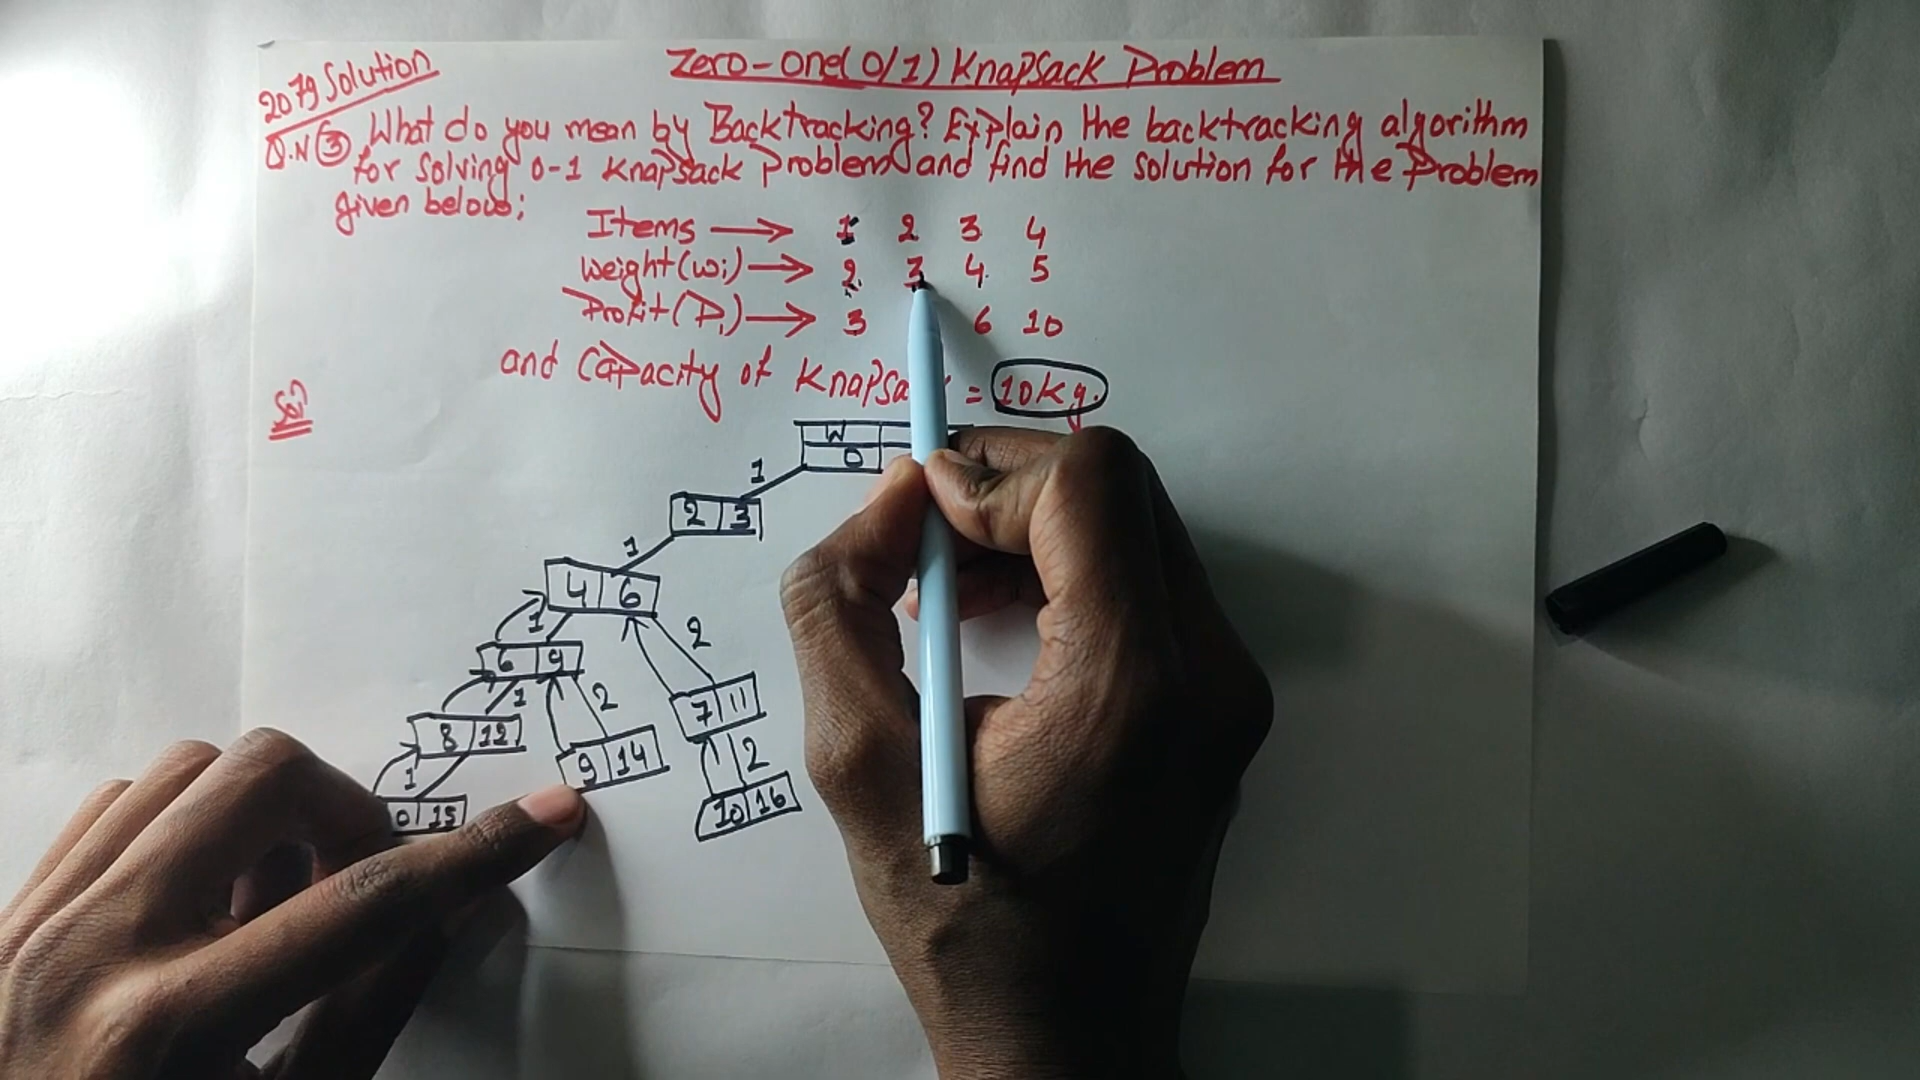 2079 Solution
Zero-One(0/1) Knapsack Problem
Q.N ③ What do you mean by Backtracking? Explain the backtracking algorithm
for solving 0-1 Knapsack Problem and find the solution for the Problem
given below;
Items → 1 2 3 4
Weight(wi) → 2 3 4 5
Profit(Pi) → 3 6 10
and Capacity of Knapsa = 10kg.
Soln
W
0
1
2 3
1
4 6
1 2
6 9
7 11
1 2 2
8 12
9 14
10 16
1
0 15